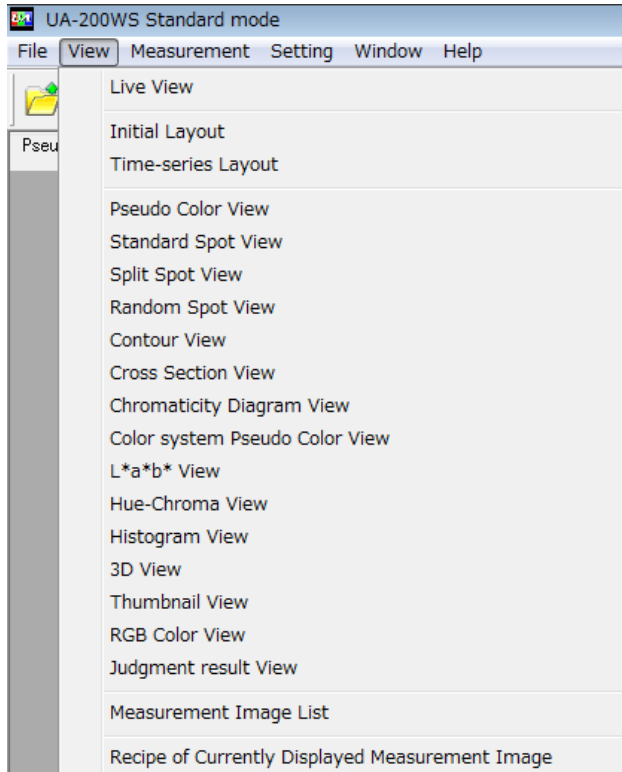 UA-200WS Standard mode
File View Measurement Setting Window Help
Live View
Initial Layout
Pseu
Time-series Layout
Pseudo Color View
Standard Spot View
Split Spot View
Random Spot View
Contour View
Cross Section View
Chromaticity Diagram View
Color system Pseudo Color View
L*a*b* View
Hue-Chroma View
Histogram View
3D View
Thumbnail View
RGB Color View
Judgment result View
Measurement Image List
Recipe of Currently Displayed Measurement Image